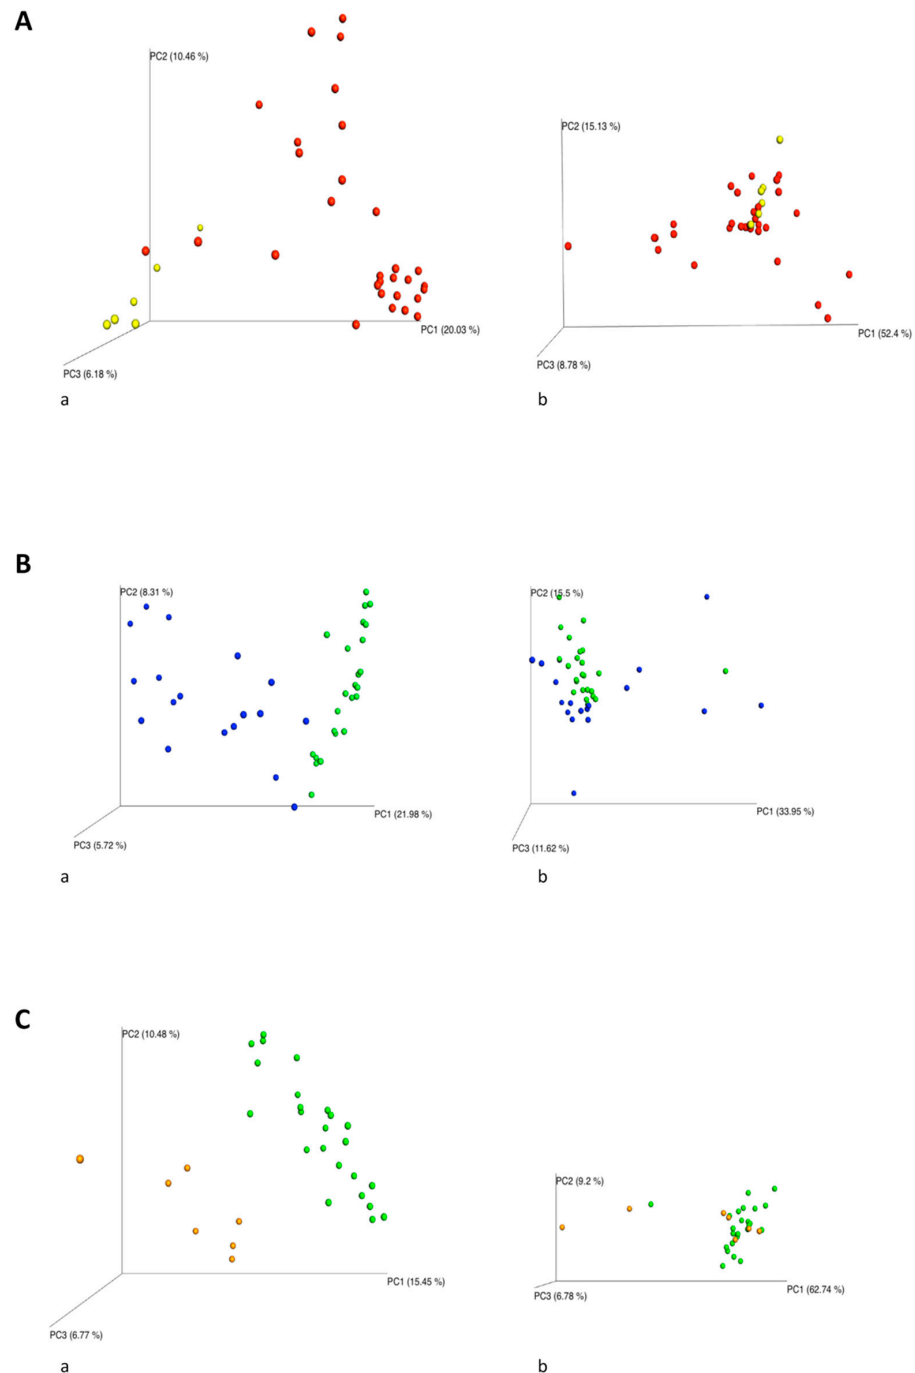 A
PC2 (10.46 %)
PC1 (20.03 %)
PC3 (6.18 %)
a
PC2 (15.13 %)
PC1 (52.4 %)
PC3 (8.78 %)
b
B
PC2 (8.31 %)
PC1 (21.98 %)
PC3 (5.72 %)
a
PC2 (15.5 %)
PC1 (33.95 %)
PC3 (11.62 %)
b
C
PC2 (10.48 %)
PC1 (15.45 %)
PC3 (6.77 %)
a
PC2 (9.2 %)
PC1 (62.74 %)
PC3 (6.78 %)
b